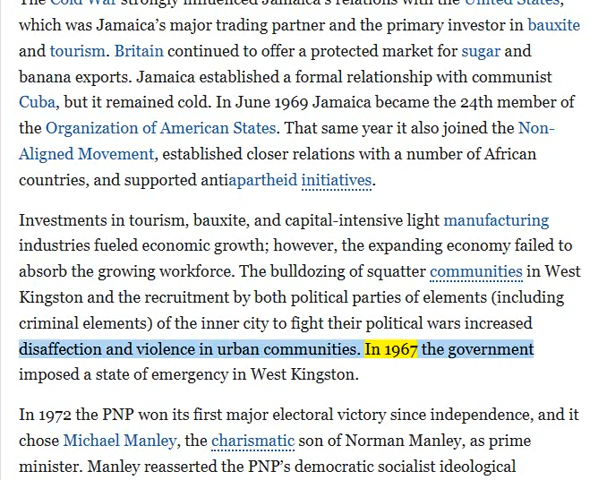 The Cold War strongly influenced Jamaica's relations with the United States,
which was Jamaica's major trading partner and the primary investor in bauxite
and tourism. Britain continued to offer a protected market for sugar and
banana exports. Jamaica established a formal relationship with communist
Cuba, but it remained cold. In June 1969 Jamaica became the 24th member of
the Organization of American States. That same year it also joined the Non-
Aligned Movement, established closer relations with a number of African
countries, and supported antiapartheid initiatives.
Investments in tourism, bauxite, and capital-intensive light manufacturing
industries fueled economic growth; however, the expanding economy failed to
absorb the growing workforce. The bulldozing of squatter communities in West
Kingston and the recruitment by both political parties of elements (including
criminal elements) of the inner city to fight their political wars increased
disaffection and violence in urban communities. In 1967 the government
imposed a state of emergency in West Kingston.
In 1972 the PNP won its first major electoral victory since independence, and it
chose Michael Manley, the charismatic son of Norman Manley, as prime
minister. Manley reasserted the PNP's democratic socialist ideological